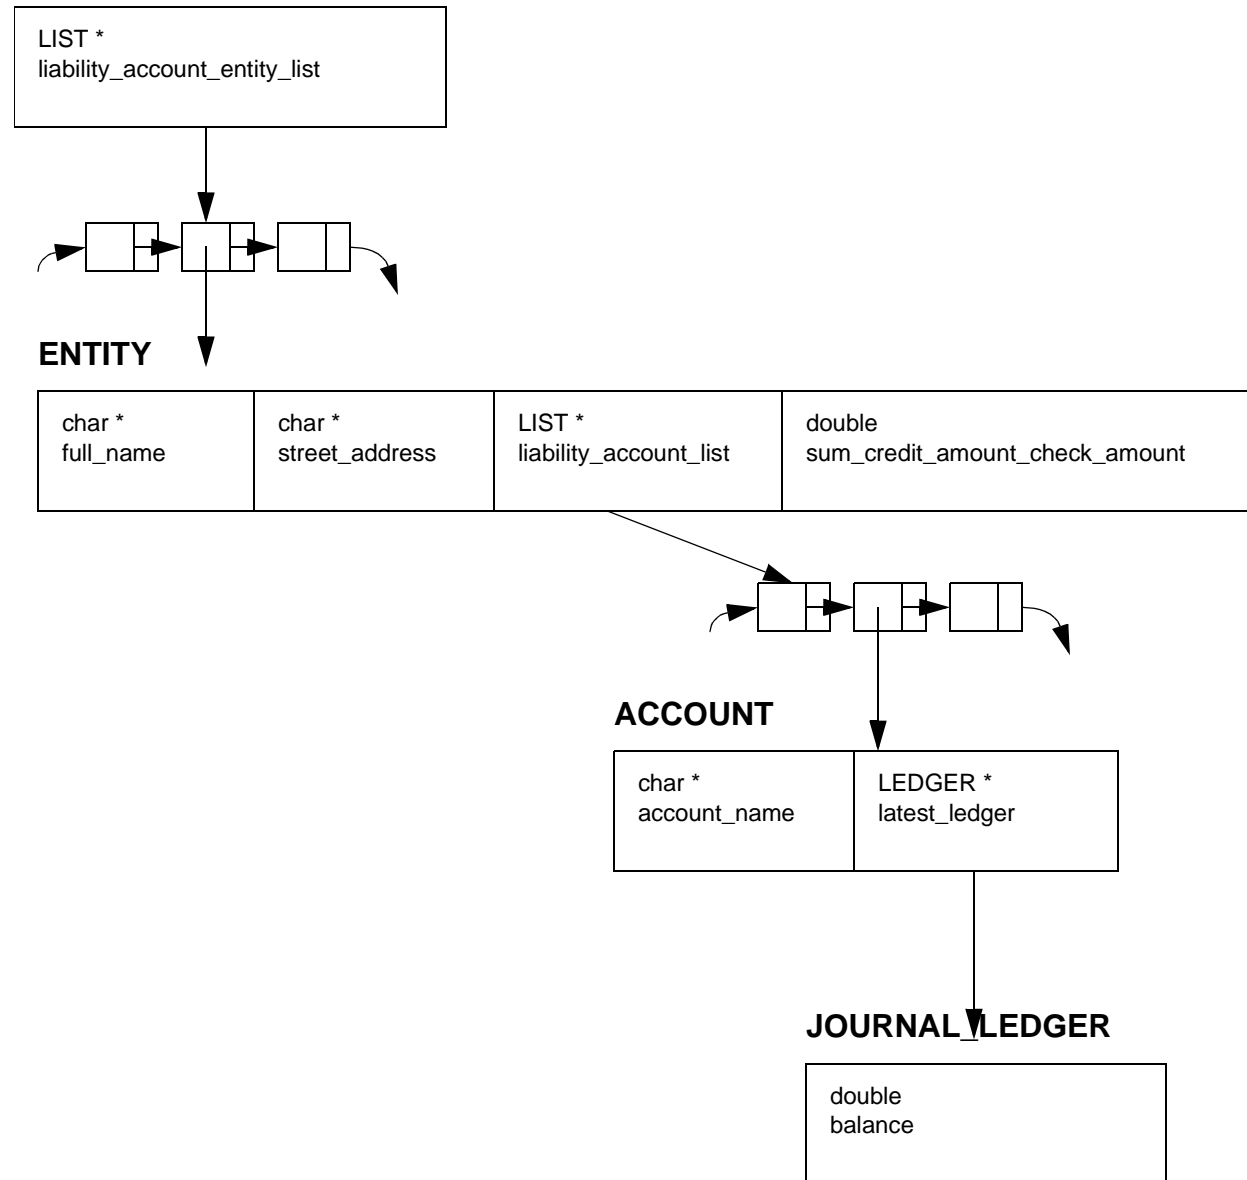 LIST *
liability_account_entity_list
ENTITY
char *
full_name
char *
street_address
LIST *
liability_account_list
double
sum_credit_amount_check_amount
ACCOUNT
char *
account_name
LEDGER *
latest_ledger
JOURNAL_LEDGER
double
balance